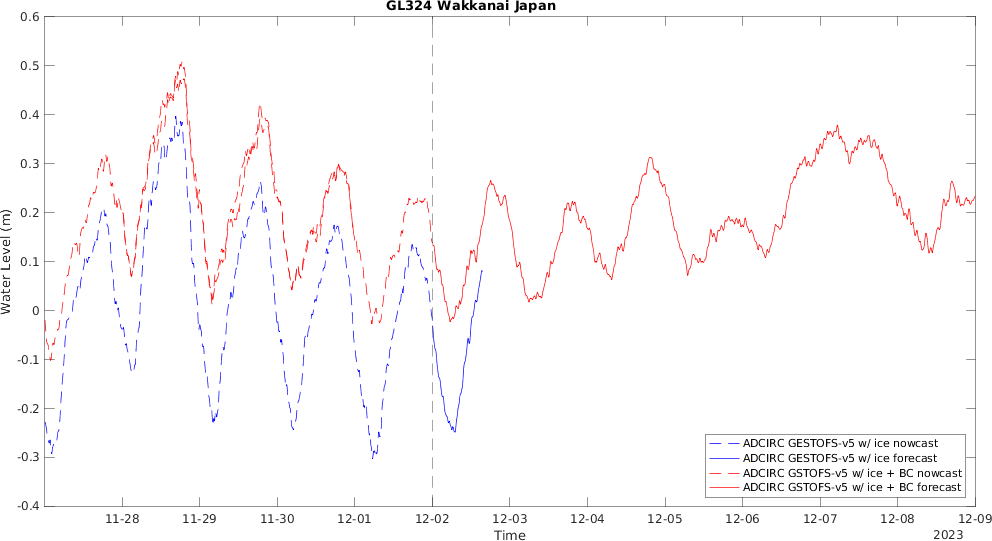 GL324 Wakkanai Japan
0.6
0.5
0.4
0.3
0.2
0.1
0
-0.1
-0.2
-0.3
-0.4
Water Level (m)
ADCIRC GESTOFS-v5 w/ ice nowcast
ADCIRC GESTOFS-v5 w/ ice forecast
ADCIRC GSTOFS-v5 w/ ice + BC nowcast
ADCIRC GSTOFS-v5 w/ ice + BC forecast
11-28 11-29 11-30 12-01 12-02 12-03 12-04 12-05 12-06 12-07 12-08 12-09
Time
2023